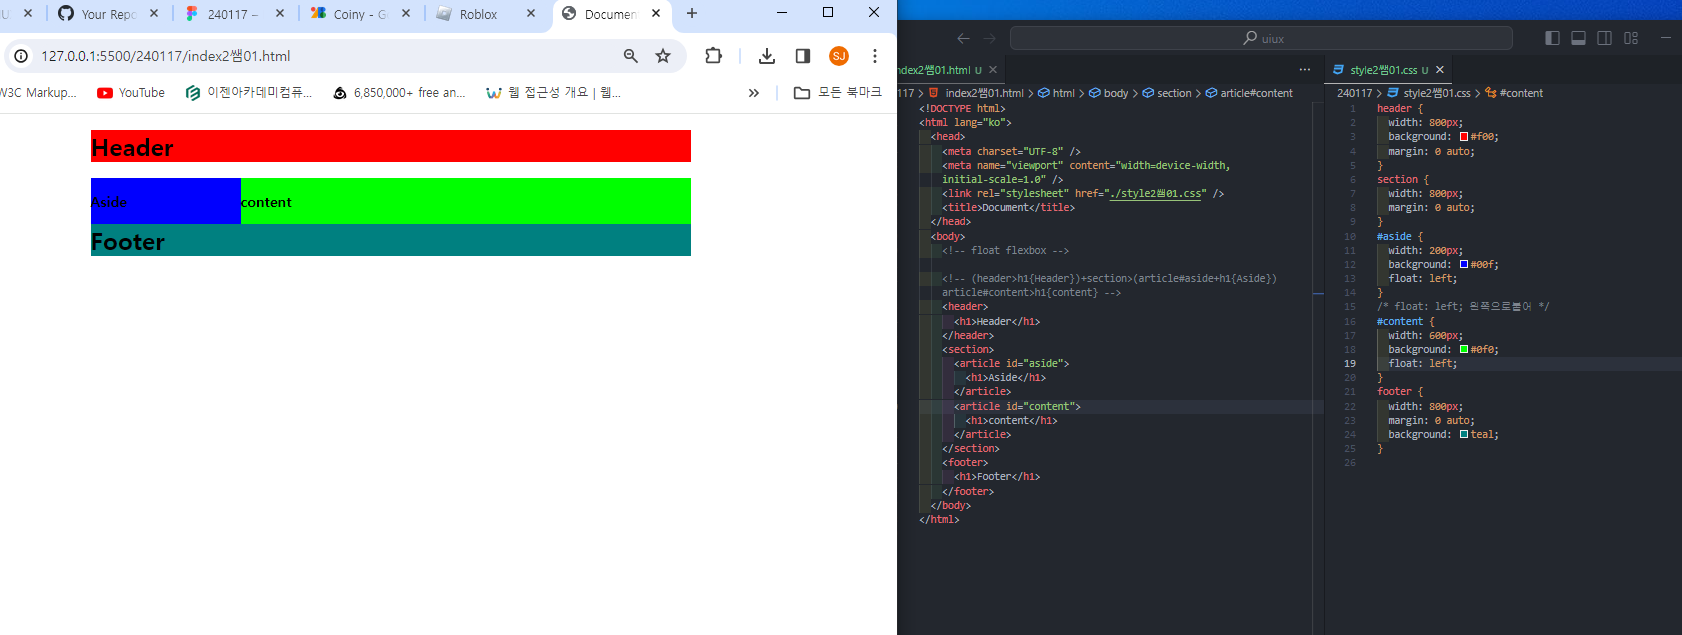 Your Repo
240117 –
Coiny - Go
Roblox
Document
127.0.0.1:5500/240117/index2쌤01.html
SJ
W3C Markup...
YouTube
이젠아카데미컴퓨...
6,850,000+ free an...
웹 접근성 개요 | 웹...
모든 북마크
Header
Aside
content
Footer
uiux
index2쌤01.html U
117 > index2쌤01.html > html > body > section > article#content
<!DOCTYPE html>
<html lang="ko">
<head>
<meta charset="UTF-8" />
<meta name="viewport" content="width=device-width,
initial-scale=1.0" />
<link rel="stylesheet" href="./style2쌤01.css" />
<title>Document</title>
</head>
<body>
<!-- float flexbox -->
<!-- (header>h1{Header})+section>(article#aside+h1{Aside})
article#content>h1{content} -->
<header>
<h1>Header</h1>
</header>
<section>
<article id="aside">
<h1>Aside</h1>
</article>
<article id="content">
<h1>content</h1>
</article>
</section>
<footer>
<h1>Footer</h1>
</footer>
</body>
</html>
style2쌤01.css U
240117 > style2쌤01.css > #content
1 header {
2 width: 800px;
3 background: #f00;
4 margin: 0 auto;
5 }
6 section {
7 width: 800px;
8 margin: 0 auto;
9 }
10 #aside {
11 width: 200px;
12 background: #00f;
13 float: left;
14 }
15 /* float: left; 왼쪽으로붙어 */
16 #content {
17 width: 600px;
18 background: #0f0;
19 float: left;
20 }
21 footer {
22 width: 800px;
23 margin: 0 auto;
24 background: teal;
25 }
26